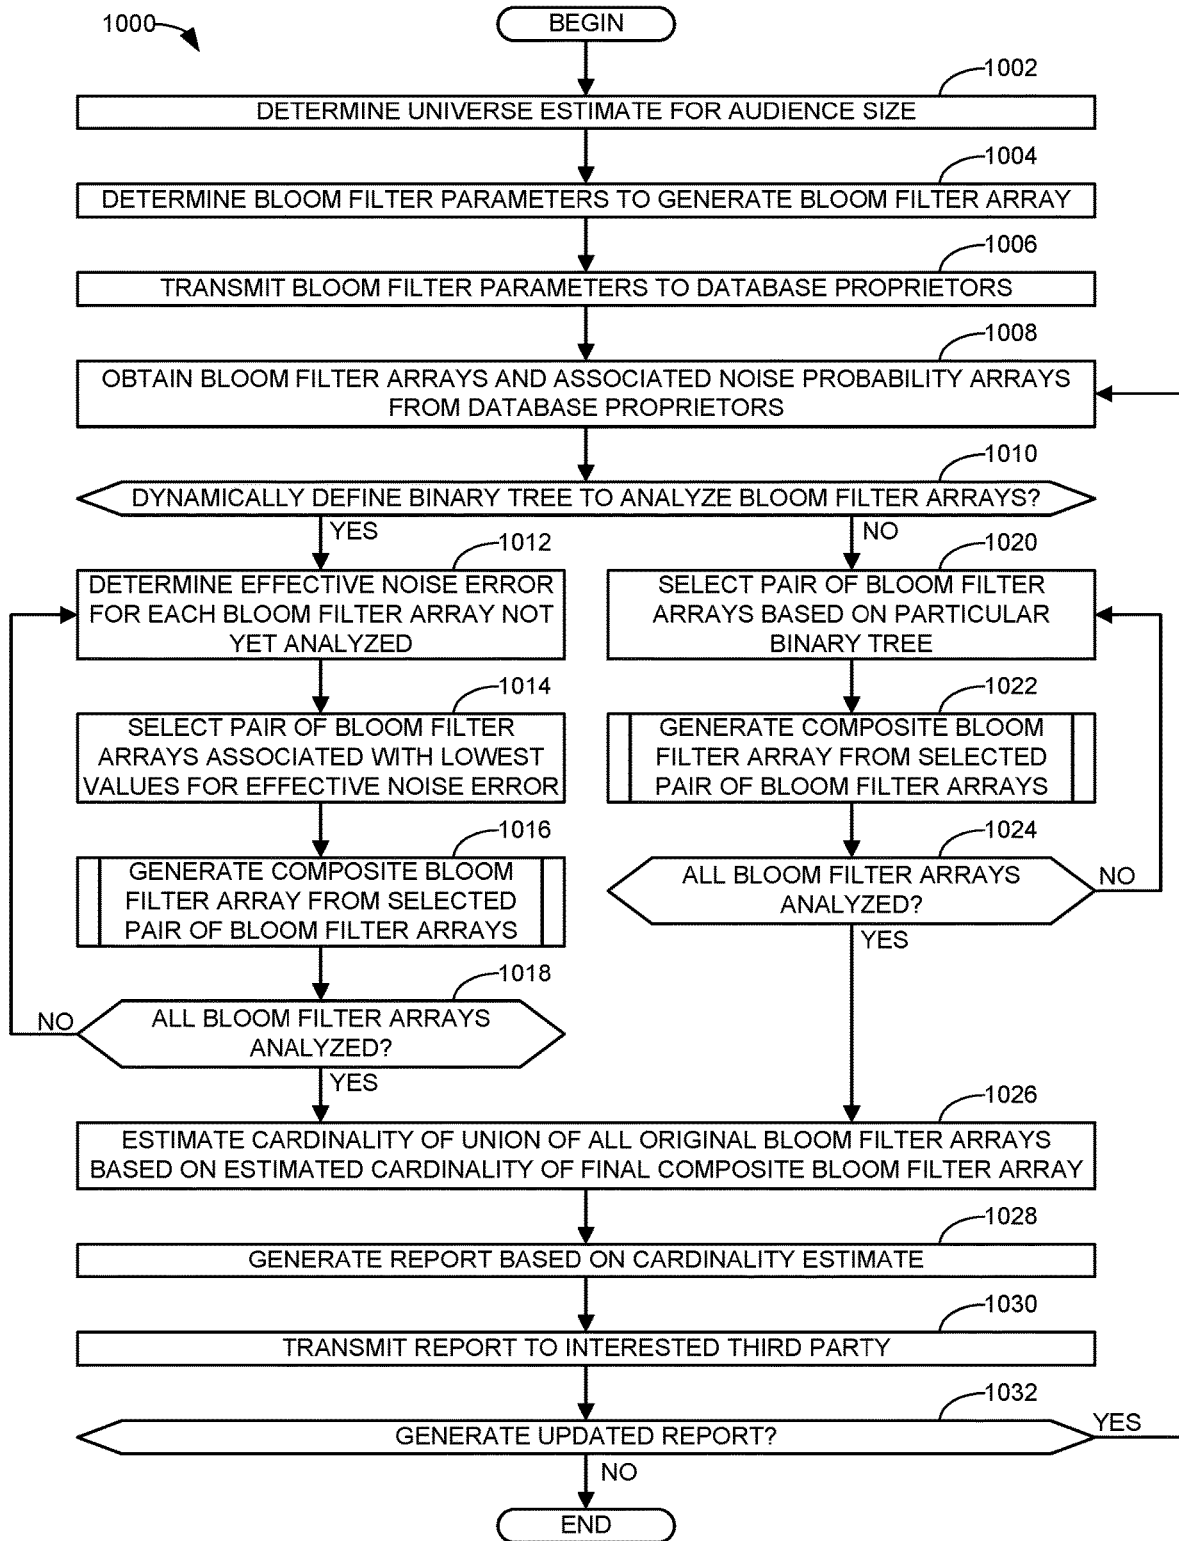 1000
BEGIN
1002
DETERMINE UNIVERSE ESTIMATE FOR AUDIENCE SIZE
1004
DETERMINE BLOOM FILTER PARAMETERS TO GENERATE BLOOM FILTER ARRAY
1006
TRANSMIT BLOOM FILTER PARAMETERS TO DATABASE PROPRIETORS
1008
OBTAIN BLOOM FILTER ARRAYS AND ASSOCIATED NOISE PROBABILITY ARRAYS
FROM DATABASE PROPRIETORS
1010
DYNAMICALLY DEFINE BINARY TREE TO ANALYZE BLOOM FILTER ARRAYS?
YES
1012
DETERMINE EFFECTIVE NOISE ERROR
FOR EACH BLOOM FILTER ARRAY NOT
YET ANALYZED
1014
SELECT PAIR OF BLOOM FILTER
ARRAYS ASSOCIATED WITH LOWEST
VALUES FOR EFFECTIVE NOISE ERROR
1016
GENERATE COMPOSITE BLOOM
FILTER ARRAY FROM SELECTED
PAIR OF BLOOM FILTER ARRAYS
1018
NO
ALL BLOOM FILTER ARRAYS
ANALYZED?
YES
NO
1020
SELECT PAIR OF BLOOM FILTER
ARRAYS BASED ON PARTICULAR
BINARY TREE
1022
GENERATE COMPOSITE BLOOM
FILTER ARRAY FROM SELECTED
PAIR OF BLOOM FILTER ARRAYS
1024
ALL BLOOM FILTER ARRAYS
ANALYZED?
NO
YES
1026
ESTIMATE CARDINALITY OF UNION OF ALL ORIGINAL BLOOM FILTER ARRAYS
BASED ON ESTIMATED CARDINALITY OF FINAL COMPOSITE BLOOM FILTER ARRAY
1028
GENERATE REPORT BASED ON CARDINALITY ESTIMATE
1030
TRANSMIT REPORT TO INTERESTED THIRD PARTY
1032
GENERATE UPDATED REPORT?
YES
NO
END